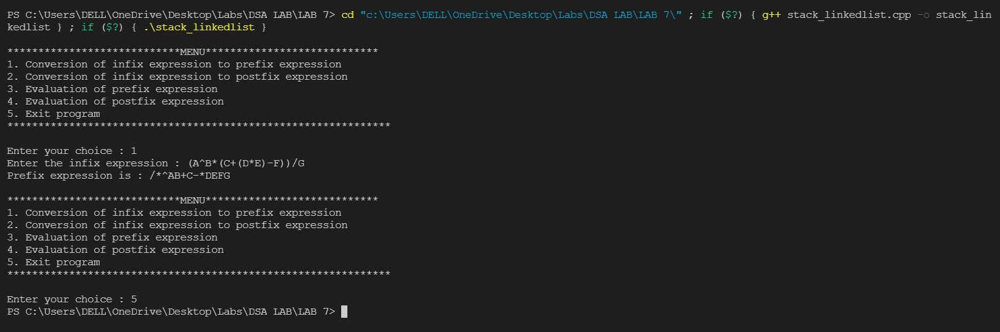 PS C:\Users\DELL\OneDrive\Desktop\Labs\DSA LAB\LAB 7> cd "c:\Users\DELL\OneDrive\Desktop\Labs\DSA LAB\LAB 7\" ; if ($?) { g++ stack_linkedlist.cpp -o stack_lin
kedlist } ; if ($?) { .\stack_linkedlist }
****************************MENU****************************
1. Conversion of infix expression to prefix expression
2. Conversion of infix expression to postfix expression
3. Evaluation of prefix expression
4. Evaluation of postfix expression
5. Exit program
**************************************************************
Enter your choice : 1
Enter the infix expression : (A^B*(C+(D*E)-F))/G
Prefix expression is : /*^AB+C-*DEFG
****************************MENU****************************
1. Conversion of infix expression to prefix expression
2. Conversion of infix expression to postfix expression
3. Evaluation of prefix expression
4. Evaluation of postfix expression
5. Exit program
**************************************************************
Enter your choice : 5
PS C:\Users\DELL\OneDrive\Desktop\Labs\DSA LAB\LAB 7>